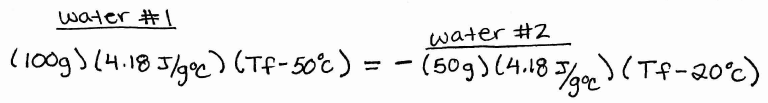 water #1
water #2
(100g)(4.18 J/g°C)(Tf-50°C) = -(50g)(4.18 J/g°C)(Tf-20°C)